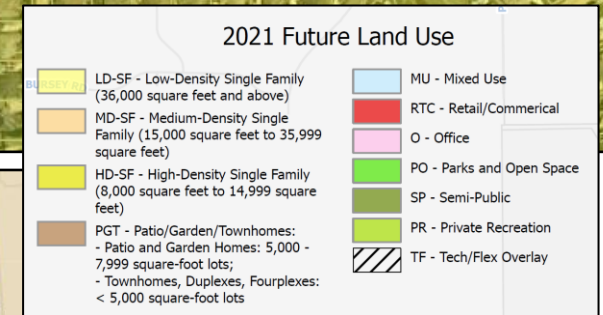 2021 Future Land Use
BURSEY RD
LD-SF - Low-Density Single Family
(36,000 square feet and above)
MD-SF - Medium-Density Single
Family (15,000 square feet to 35,999
square feet)
HD-SF - High-Density Single Family
(8,000 square feet to 14,999 square
feet)
PGT - Patio/Garden/Townhomes:
- Patio and Garden Homes: 5,000 -
7,999 square-foot lots;
- Townhomes, Duplexes, Fourplexes:
< 5,000 square-foot lots
MU - Mixed Use
RTC - Retail/Commerical
O - Office
PO - Parks and Open Space
SP - Semi-Public
PR - Private Recreation
TF - Tech/Flex Overlay